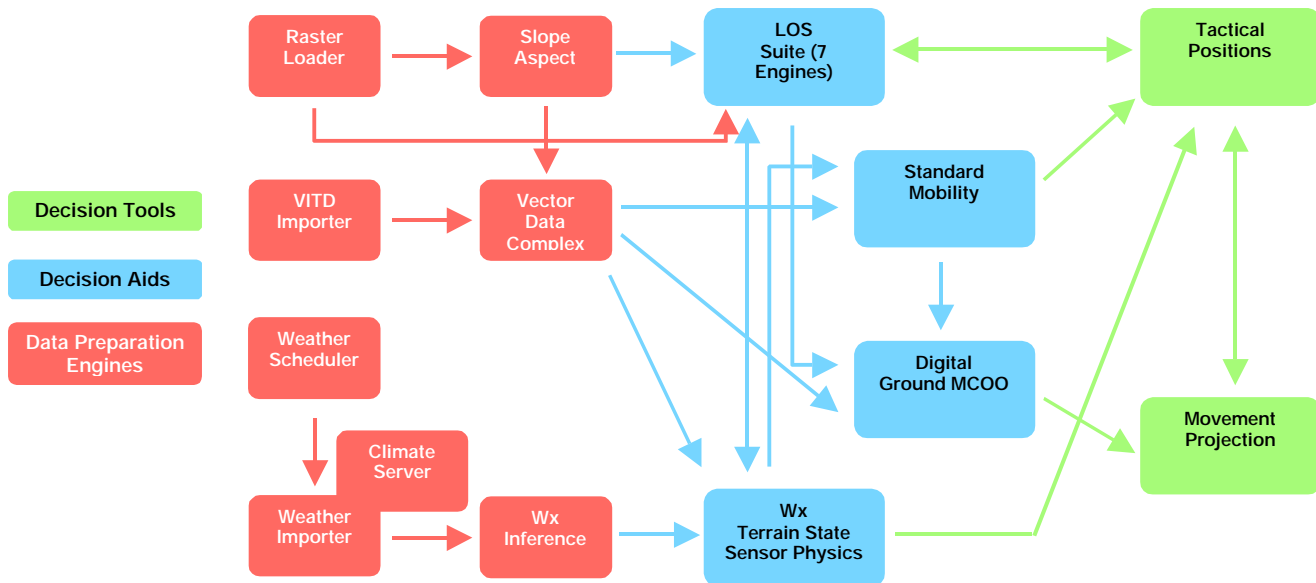 Raster
Loader
Slope
Aspect
LOS
Suite (7
Engines)
Tactical
Positions
Decision Tools
Decision Aids
Data Preparation
Engines
VITD
Importer
Vector
Data
Complex
Standard
Mobility
Weather
Scheduler
Digital
Ground MCOO
Movement
Projection
Climate
Server
Weather
Importer
Wx
Inference
Wx
Terrain State
Sensor Physics